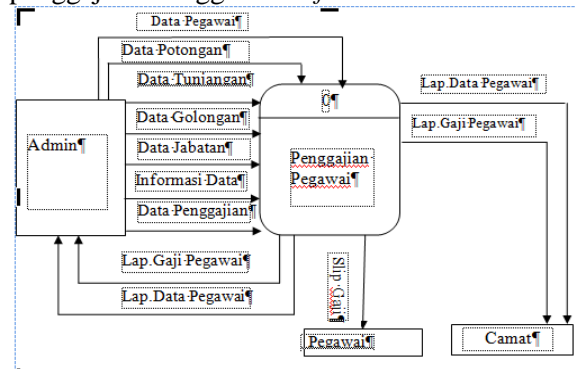 Data Pegawai¶
Data Potongan¶
Data Tunjangan¶
Data Golongan¶
Data Jabatan¶
Informasi Data¶
Data Penggajian¶
Admin¶
0¶
Penggajian
Pegawai¶
Lap.Data Pegawai¶
Lap.Gaji Pegawai¶
Lap.Gaji Pegawai¶
Lap.Data Pegawai¶
Slip Gaji¶
Pegawai¶
Camat¶